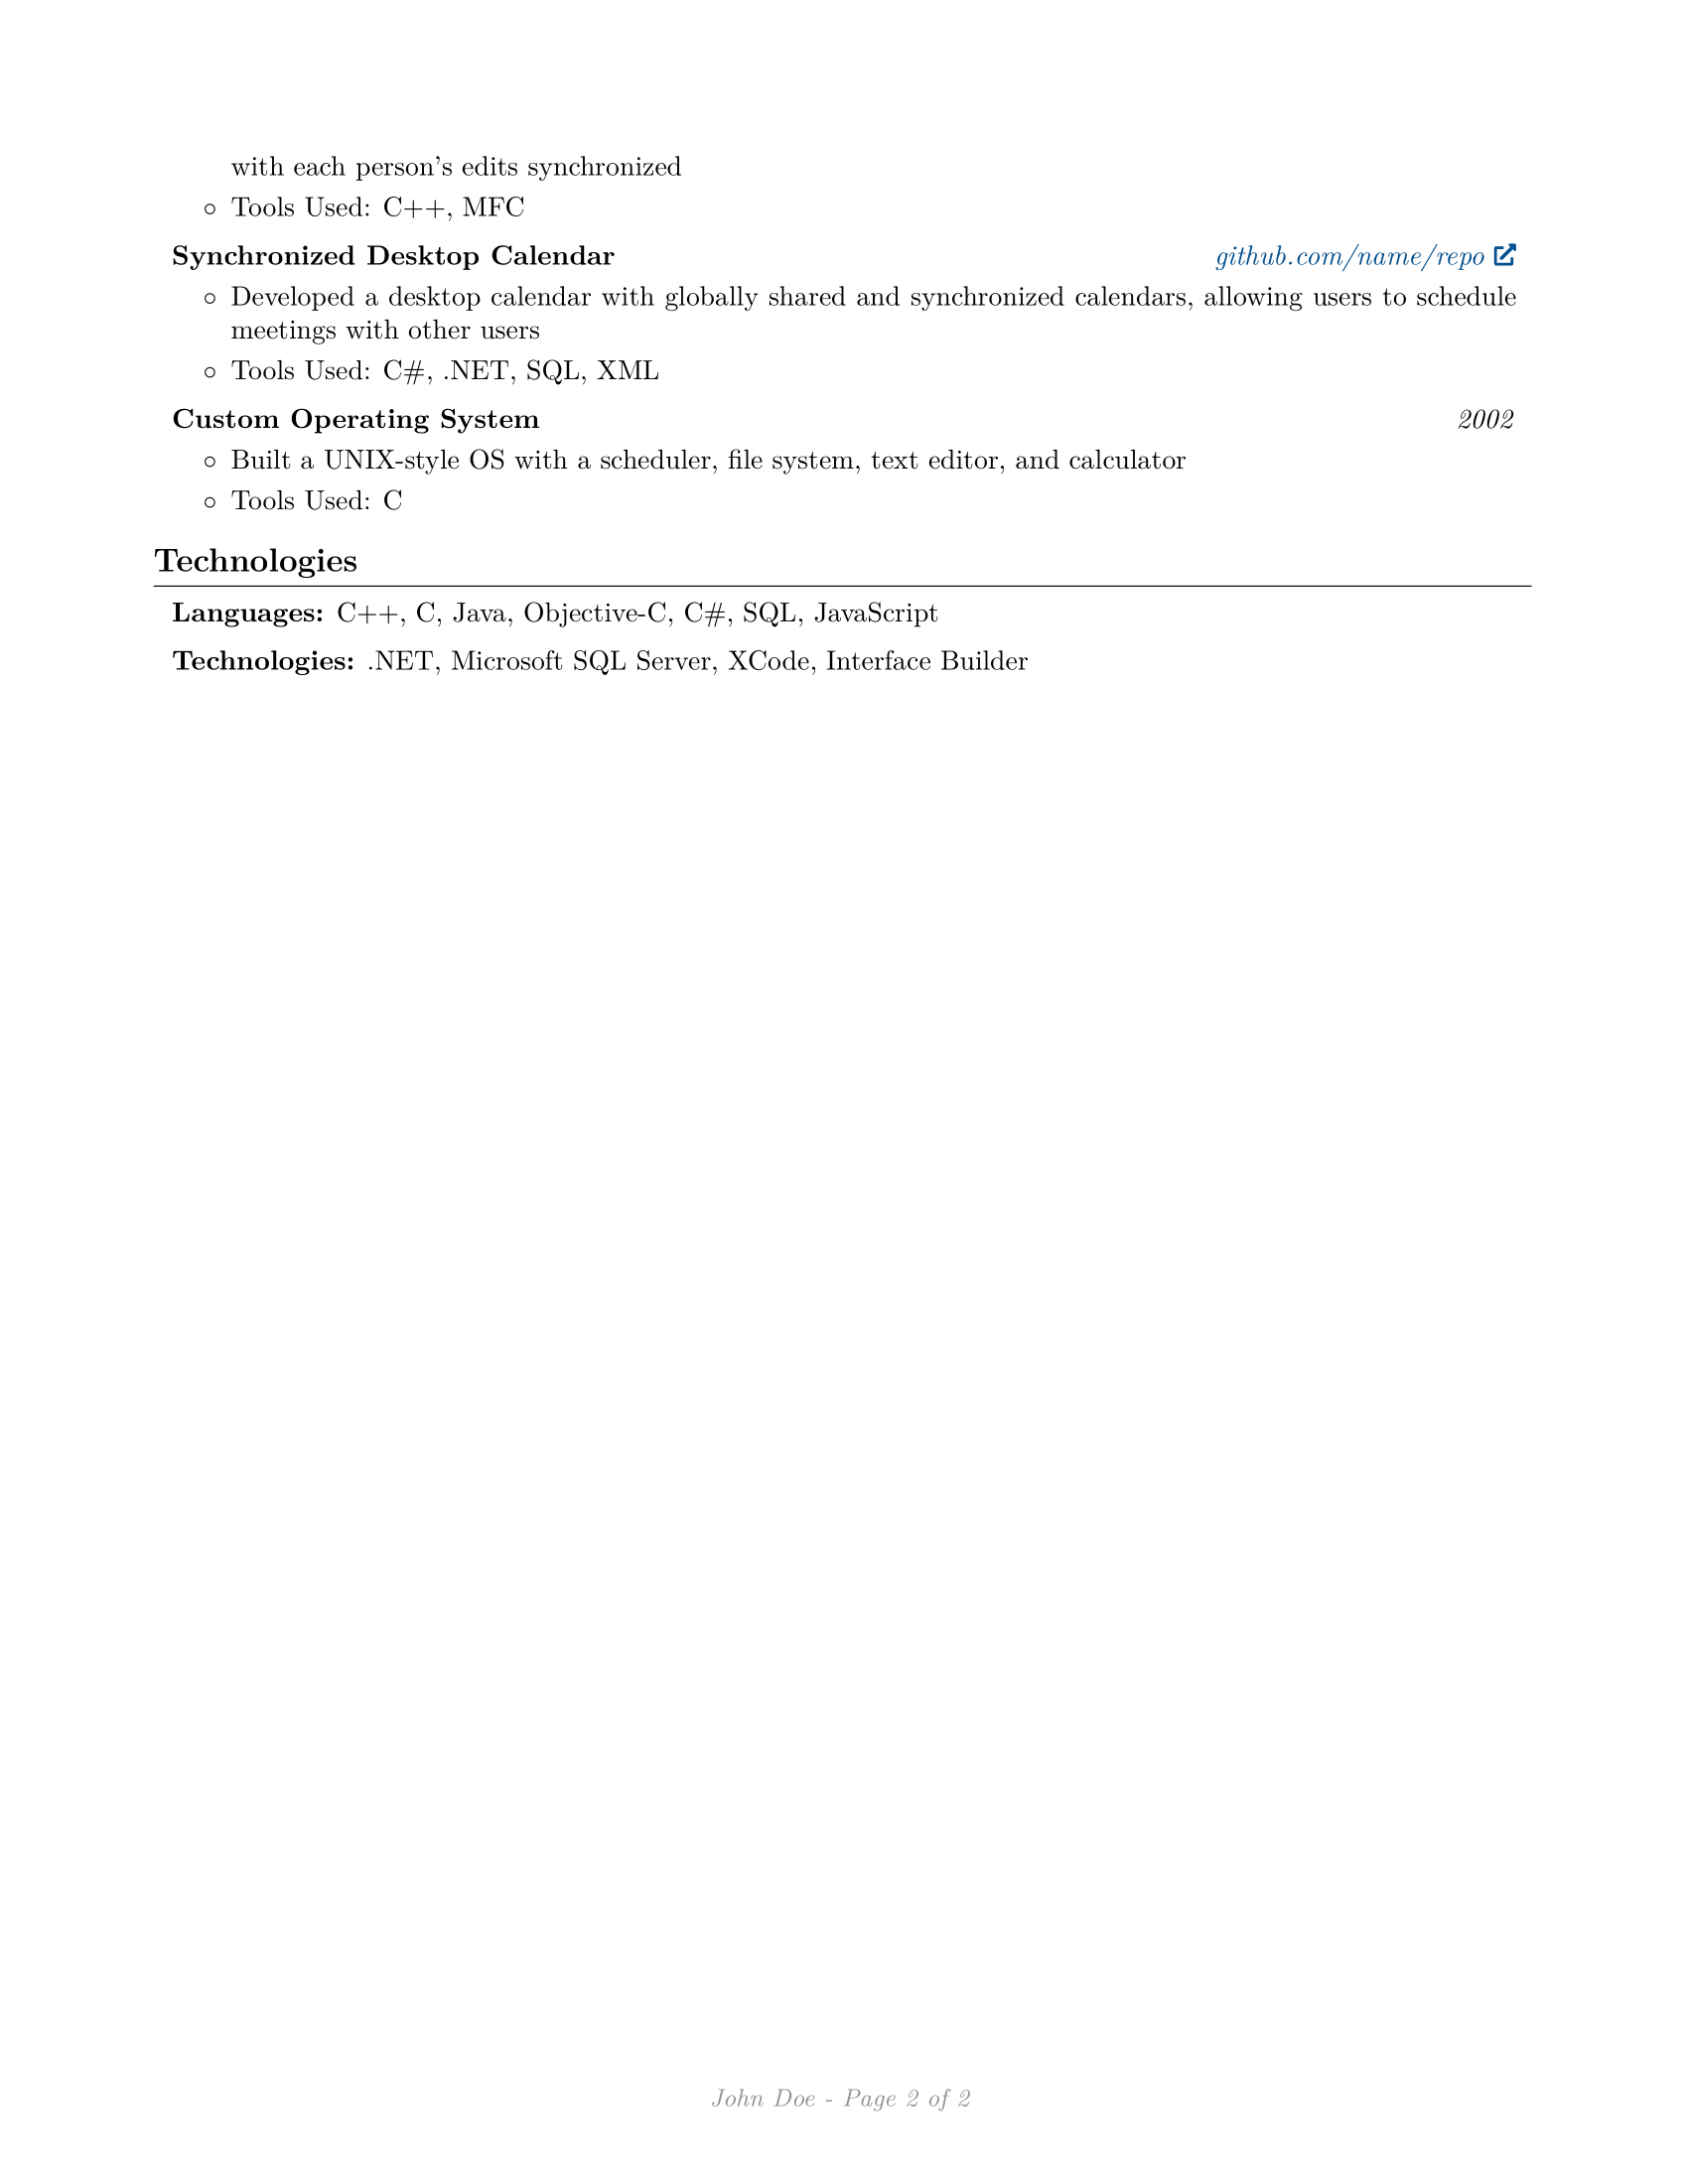 with each person's edits synchronized
◦ Tools Used: C++, MFC
Synchronized Desktop Calendar github.com/name/repo
◦ Developed a desktop calendar with globally shared and synchronized calendars, allowing users to schedule
meetings with other users
◦ Tools Used: C#, .NET, SQL, XML
Custom Operating System 2002
◦ Built a UNIX-style OS with a scheduler, file system, text editor, and calculator
◦ Tools Used: C
Technologies
Languages: C++, C, Java, Objective-C, C#, SQL, JavaScript
Technologies: .NET, Microsoft SQL Server, XCode, Interface Builder
John Doe - Page 2 of 2